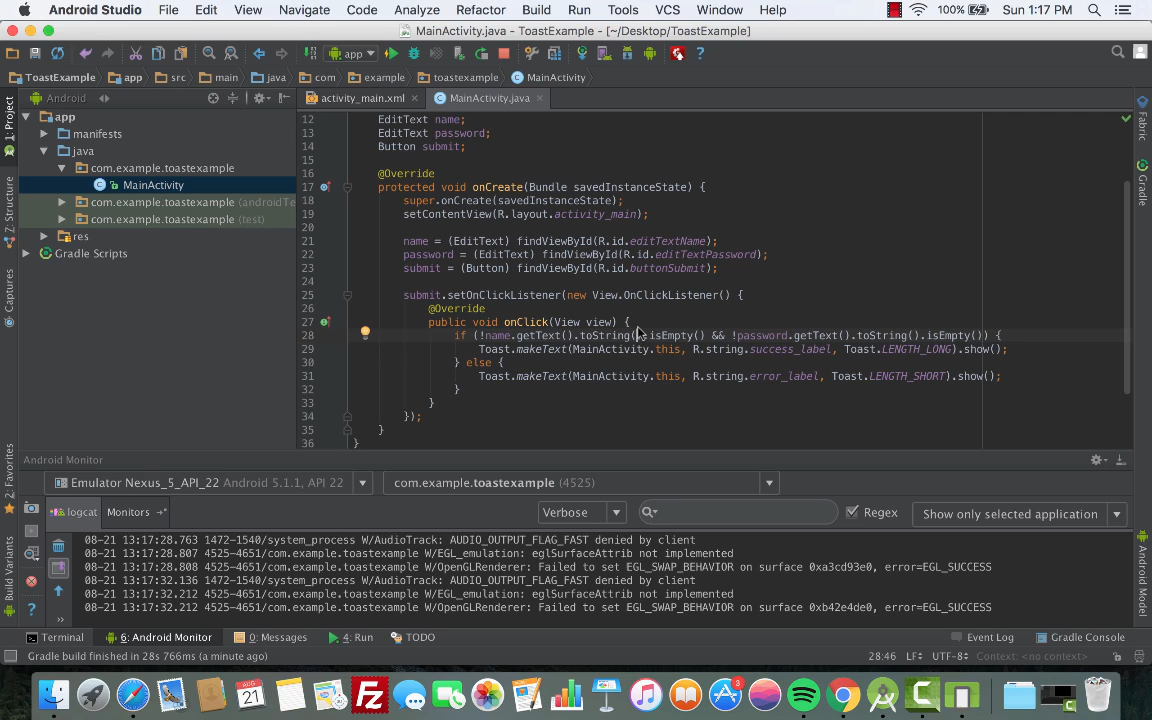 Android Studio File Edit View Navigate Code Analyze Refactor Build Run Tools VCS Window Help 100% Sun 1:17 PM
MainActivity.java - ToastExample - [~/Desktop/ToastExample]
app
ToastExample app src main java com example toastexample MainActivity
Android
activity_main.xml
MainActivity.java
1: Project
Z: Structure
Captures
2: Favorites
Build Variants
app
manifests
java
com.example.toastexample
MainActivity
com.example.toastexample (androidTe
com.example.toastexample (test)
res
Gradle Scripts
12 EditText name;
13 EditText password;
14 Button submit;
15
16 @Override
17 protected void onCreate(Bundle savedInstanceState) {
18 super.onCreate(savedInstanceState);
19 setContentView(R.layout.activity_main);
20
21 name = (EditText) findViewById(R.id.editTextName);
22 password = (EditText) findViewById(R.id.editTextPassword);
23 submit = (Button) findViewById(R.id.buttonSubmit);
24
25 submit.setOnClickListener(new View.OnClickListener() {
26 @Override
27 public void onClick(View view) {
28 if (!name.getText().toString().isEmpty() && !password.getText().toString().isEmpty()) {
29 Toast.makeText(MainActivity.this, R.string.success_label, Toast.LENGTH_LONG).show();
30 } else {
31 Toast.makeText(MainActivity.this, R.string.error_label, Toast.LENGTH_SHORT).show();
32 }
33 }
34 });
35 }
36 }
Fabric
Gradle
Android Model
Android Monitor
Emulator Nexus_5_API_22 Android 5.1.1, API 22
com.example.toastexample (4525)
logcat
Monitors
Verbose
Regex
Show only selected application
08-21 13:17:28.763 1472-1540/system_process W/AudioTrack: AUDIO_OUTPUT_FLAG_FAST denied by client
08-21 13:17:28.807 4525-4651/com.example.toastexample W/EGL_emulation: eglSurfaceAttrib not implemented
08-21 13:17:28.808 4525-4651/com.example.toastexample W/OpenGLRenderer: Failed to set EGL_SWAP_BEHAVIOR on surface 0xa3cd93e0, error=EGL_SUCCESS
08-21 13:17:32.136 1472-1540/system_process W/AudioTrack: AUDIO_OUTPUT_FLAG_FAST denied by client
08-21 13:17:32.212 4525-4651/com.example.toastexample W/EGL_emulation: eglSurfaceAttrib not implemented
08-21 13:17:32.212 4525-4651/com.example.toastexample W/OpenGLRenderer: Failed to set EGL_SWAP_BEHAVIOR on surface 0xb42e4de0, error=EGL_SUCCESS
Terminal 6: Android Monitor 0: Messages 4: Run TODO Event Log Gradle Console
Gradle build finished in 28s 766ms (a minute ago) 28:46 LF UTF-8 Context: <no context>
AUG
21
3